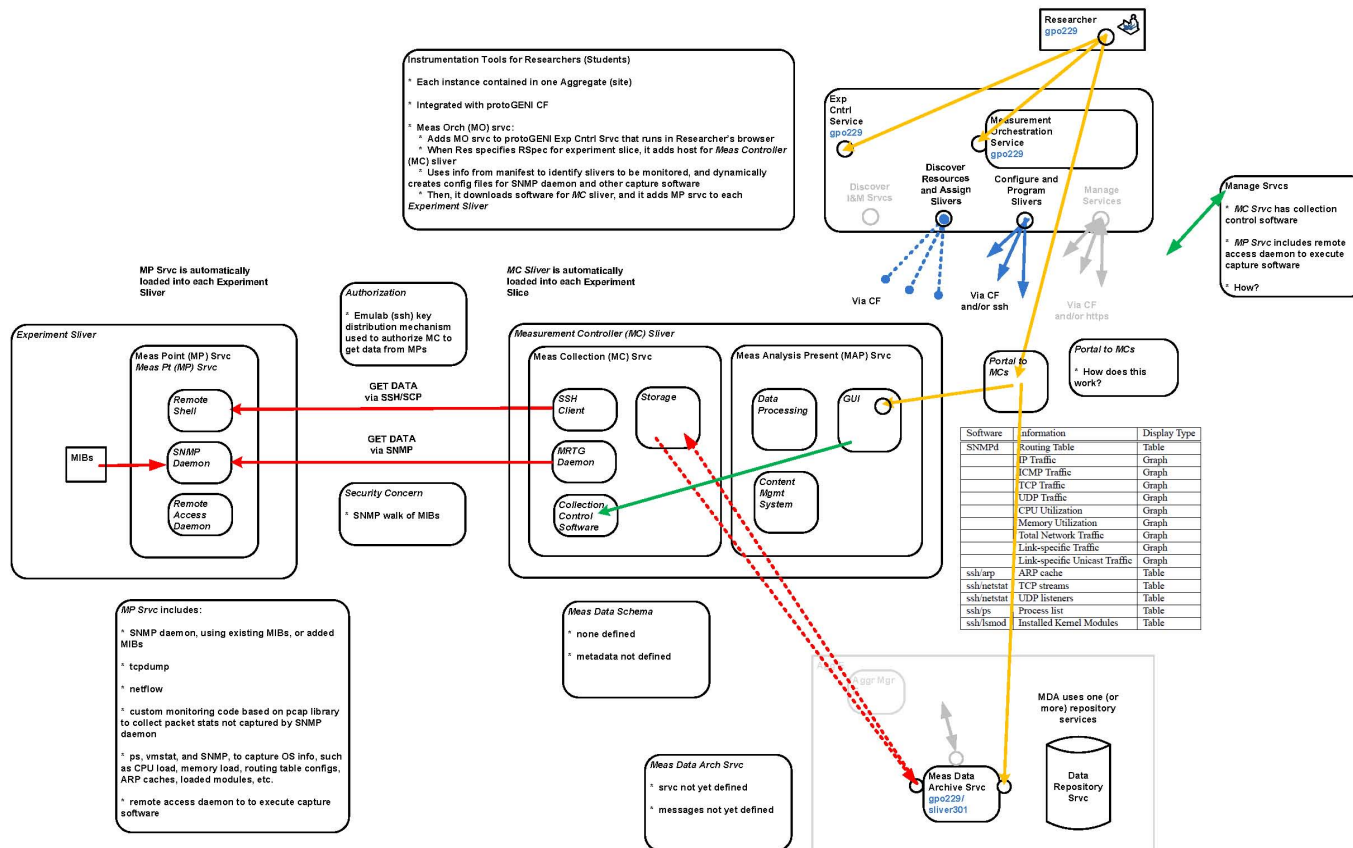 Researcher
gpo229
Instrumentation Tools for Researchers (Students)
* Each instance contained in one Aggregate (site)
* Integrated with protoGENI CF
* Meas Orch (MO) srvc:
* Adds MO srvc to protoGENI Exp Cntrl Srvc that runs in Researcher's browser
* When Res specifies RSpec for experiment slice, it adds host for Meas Controller
(MC) sliver
* Uses info from manifest to identify slivers to be monitored, and dynamically
creates config files for SNMP daemon and other capture software
* Then, it downloads software for MC sliver, and it adds MP srvc to each
Experiment Sliver
Exp
Cntrl
Service
gpo229
Measurement
Orchestration
Service
gpo229
Discover
I&M Srvcs
Discover
Resources
and Assign
Slivers
Configure and
Program
Slivers
Manage
Services
Via CF
Via CF
and/or ssh
Via CF
and/or https
Manage Srvcs
* MC Srvc has collection
control software
* MP Srvc includes remote
access daemon to execute
capture software
* How?
MP Srvc is automatically
loaded into each Experiment
Sliver
Authorization
* Emulab (ssh) key
distribution mechanism
used to authorize MC to
get data from MPs
MC Sliver is automatically
loaded into each Experiment
Slice
Experiment Sliver
Meas Point (MP) Srvc
Meas Pt (MP) Srvc
Remote
Shell
MIBs
SNMP
Daemon
Remote
Access
Daemon
GET DATA
via SSH/SCP
GET DATA
via SNMP
Security Concern
* SNMP walk of MIBs
Measurement Controller (MC) Sliver
Meas Collection (MC) Srvc
SSH
Client
Storage
MRTG
Daemon
Collection
Control
Software
Meas Analysis Present (MAP) Srvc
Data
Processing
GUI
Content
Mgmt
System
Portal to
MCs
Portal to MCs
* How does this
work?
Software Information Display Type
SNMPd Routing Table Table
IP Traffic Graph
ICMP Traffic Graph
TCP Traffic Graph
UDP Traffic Graph
CPU Utilization Graph
Memory Utilization Graph
Total Network Traffic Graph
Link-specific Traffic Graph
Link-specific Unicast Traffic Graph
ssh/arp ARP cache Table
ssh/netstat TCP streams Table
ssh/netstat UDP listeners Table
ssh/ps Process list Table
ssh/lsmod Installed Kernel Modules Table
MP Srvc includes:
* SNMP daemon, using existing MIBs, or added
MIBs
* tcpdump
* netflow
* custom monitoring code based on pcap library
to collect packet stats not captured by SNMP
daemon
* ps, vmstat, and SNMP, to capture OS info, such
as CPU load, memory load, routing table configs,
ARP caches, loaded modules, etc.
* remote access daemon to to execute capture
software
Meas Data Schema
* none defined
* metadata not defined
Meas Data Arch Srvc
* srvc not yet defined
* messages not yet defined
Aggr Mgr
Meas Data
Archive Srvc
gpo229/
sliver301
MDA uses one (or
more) repository
services
Data
Repository
Srvc